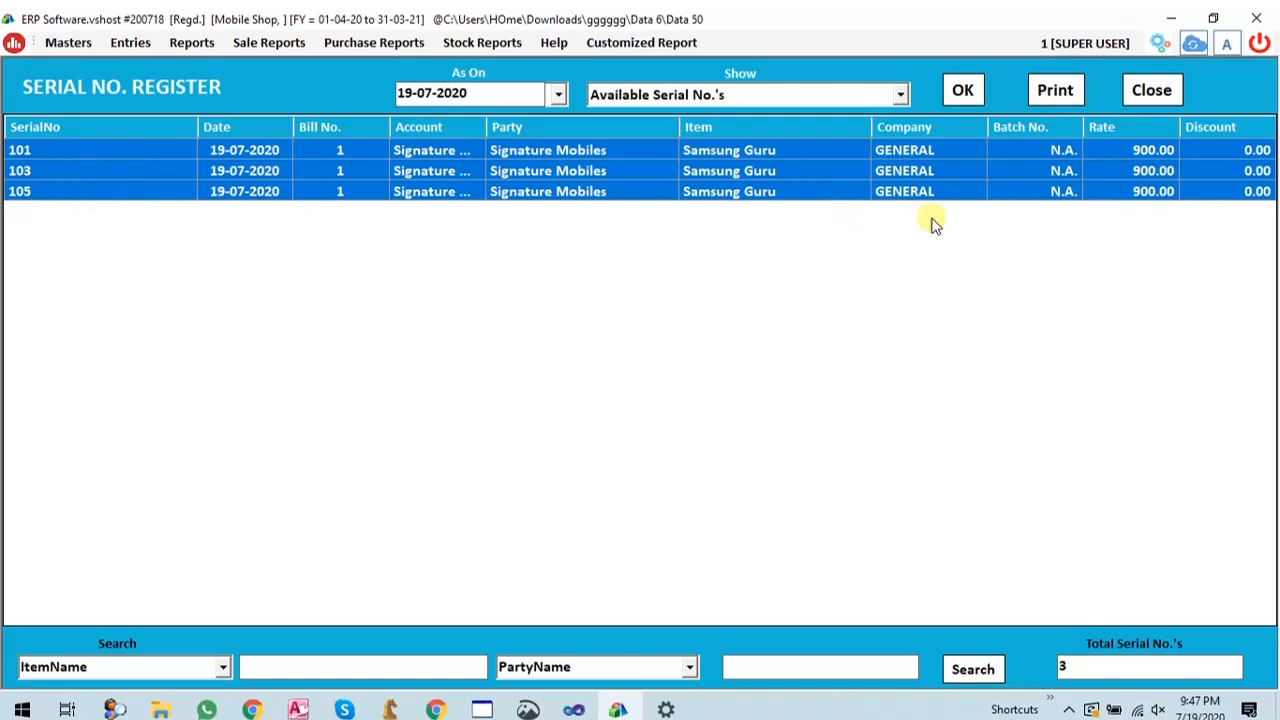 ERP Software.vshost #200718 [Regd.] [Mobile Shop, ] [FY = 01-04-20 to 31-03-21] @C:\Users\HOme\Downloads\gggggg\Data 6\Data 50
Masters Entries Reports Sale Reports Purchase Reports Stock Reports Help Customized Report 1 [SUPER USER] A
SERIAL NO. REGISTER
As On Show
19-07-2020 Available Serial No.'s OK Print Close
SerialNo Date Bill No. Account Party Item Company Batch No. Rate Discount
101 19-07-2020 1 Signature ... Signature Mobiles Samsung Guru GENERAL N.A. 900.00 0.00
103 19-07-2020 1 Signature ... Signature Mobiles Samsung Guru GENERAL N.A. 900.00 0.00
105 19-07-2020 1 Signature ... Signature Mobiles Samsung Guru GENERAL N.A. 900.00 0.00
Search Total Serial No.'s
ItemName PartyName Search 3
Shortcuts 9:47 PM
7/19/2020